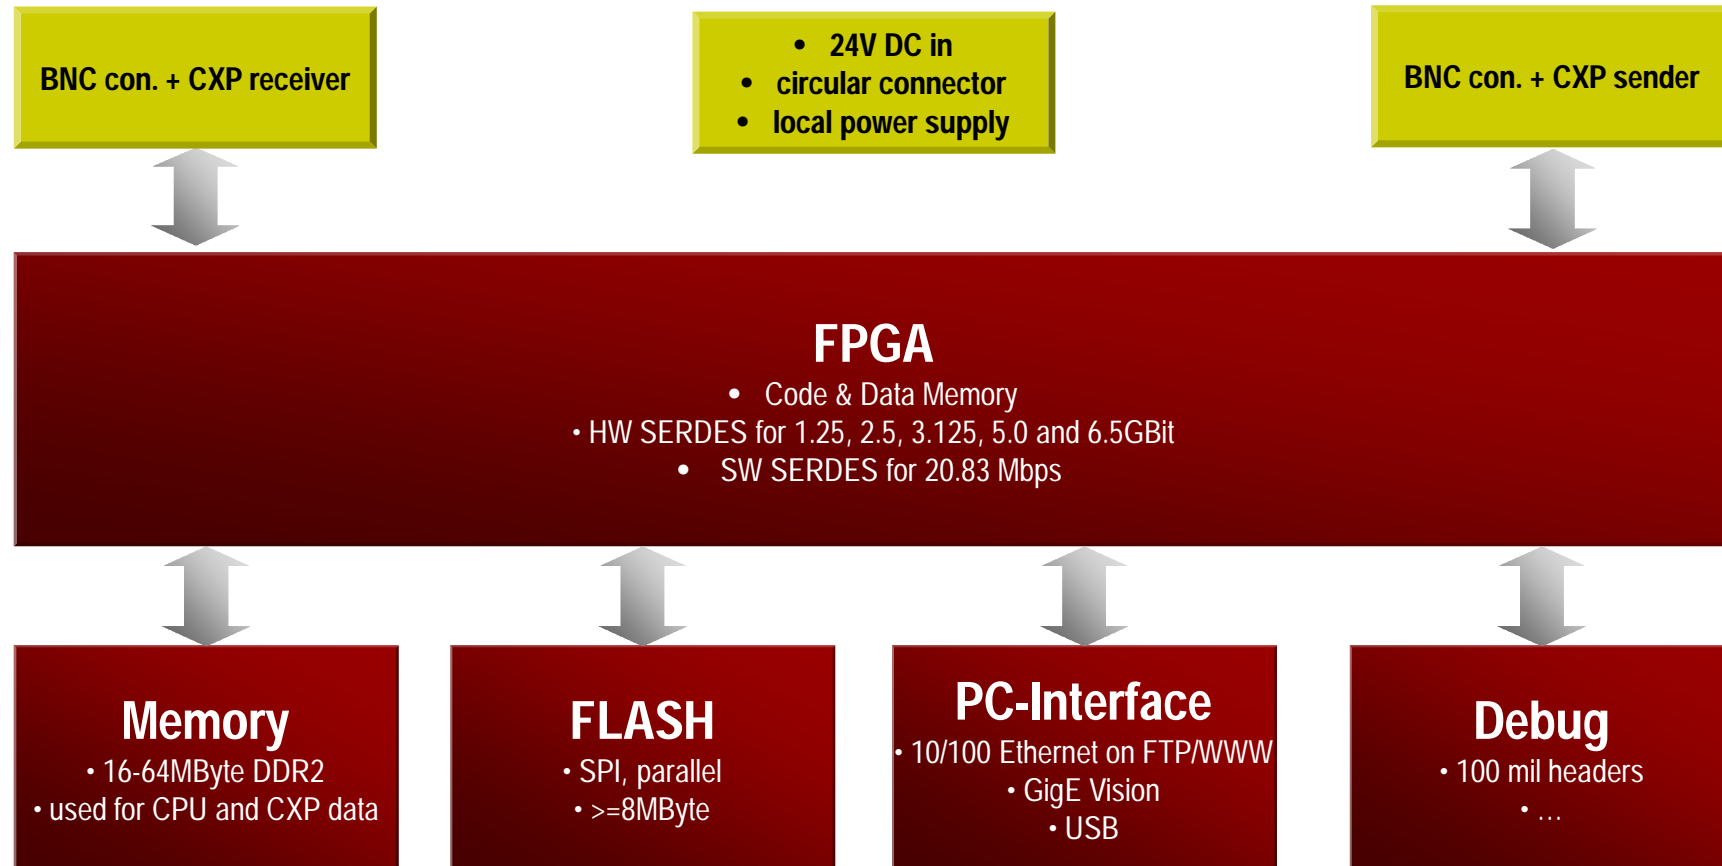 BNC con. + CXP receiver
• 24V DC in
• circular connector
• local power supply
BNC con. + CXP sender
FPGA
• Code & Data Memory
• HW SERDES for 1.25, 2.5, 3.125, 5.0 and 6.5GBit
• SW SERDES for 20.83 Mbps
Memory
• 16-64MByte DDR2
• used for CPU and CXP data
FLASH
• SPI, parallel
• >=8MByte
PC-Interface
• 10/100 Ethernet on FTP/WWW
• GigE Vision
• USB
Debug
• 100 mil headers
• …